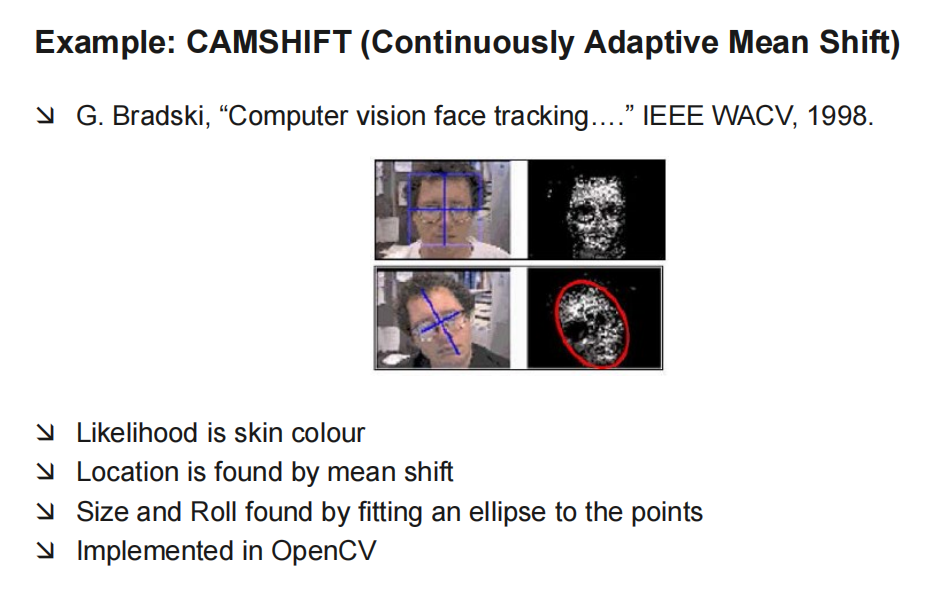 Example: CAMSHIFT (Continuously Adaptive Mean Shift)
↘ G. Bradski, “Computer vision face tracking….” IEEE WACV, 1998.
↘ Likelihood is skin colour
↘ Location is found by mean shift
↘ Size and Roll found by fitting an ellipse to the points
↘ Implemented in OpenCV